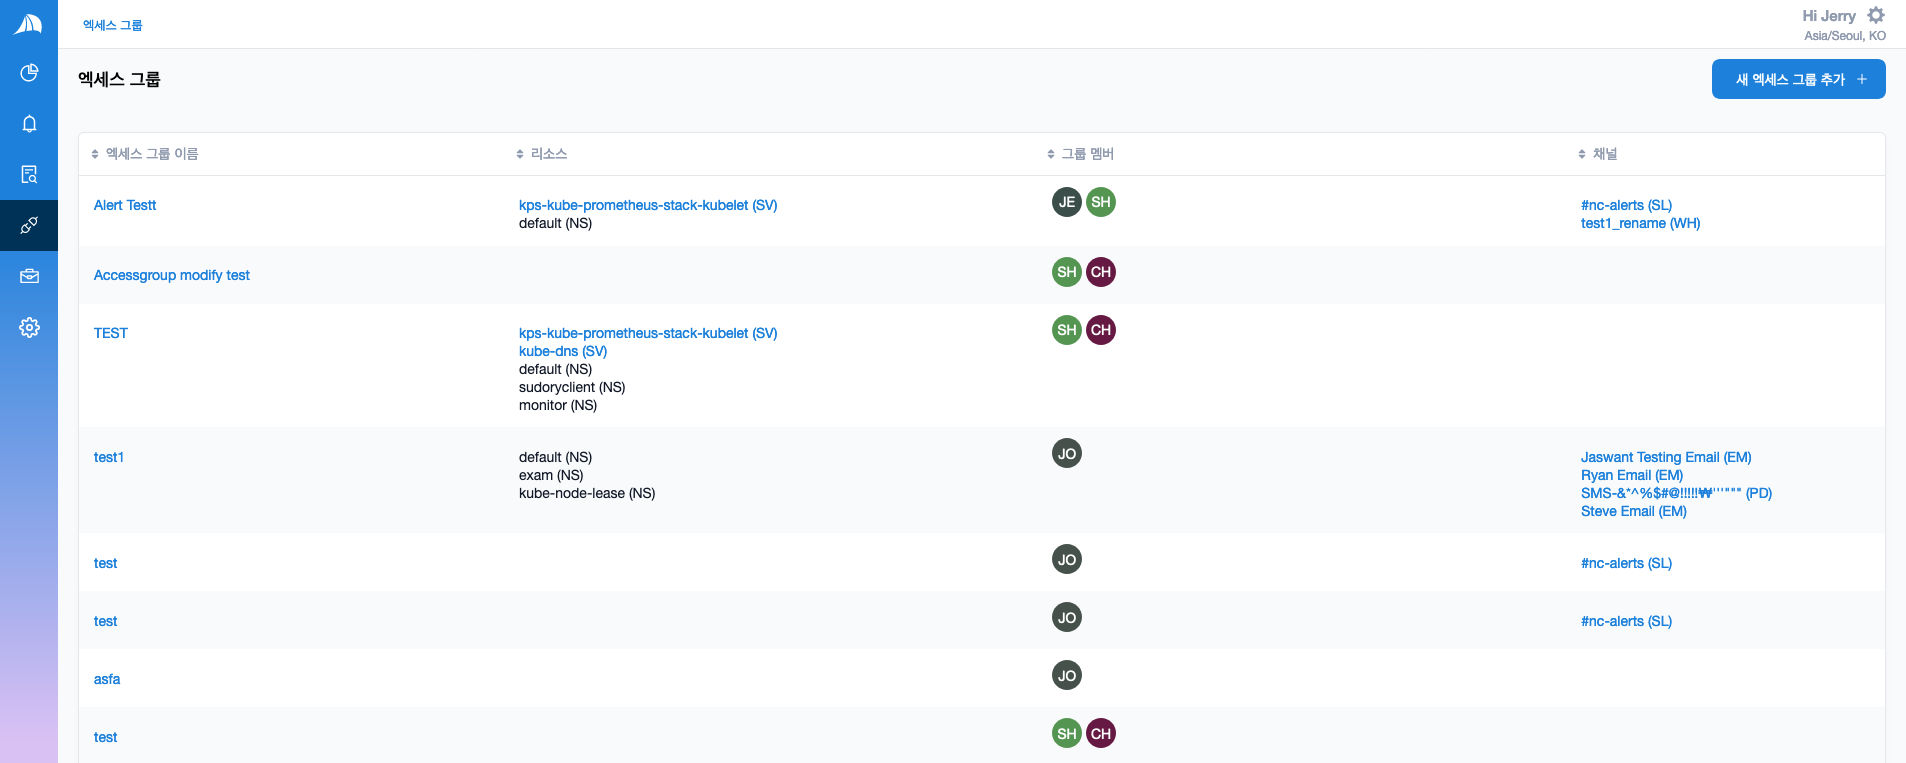 엑세스 그룹
Hi Jerry
Asia/Seoul, KO
엑세스 그룹
새 엑세스 그룹 추가 +
엑세스 그룹 이름 리소스 그룹 멤버 채널
Alert Testt kps-kube-prometheus-stack-kubelet (SV) JE SH #nc-alerts (SL)
default (NS) test1_rename (WH)
Accessgroup modify test SH CH
TEST kps-kube-prometheus-stack-kubelet (SV) SH CH
kube-dns (SV)
default (NS)
sudoryclient (NS)
monitor (NS)
test1 default (NS) JO Jaswant Testing Email (EM)
exam (NS) Ryan Email (EM)
kube-node-lease (NS) SMS-&*^%$#@!!!!!₩'''""" (PD)
Steve Email (EM)
test JO #nc-alerts (SL)
test JO #nc-alerts (SL)
asfa JO
test SH CH